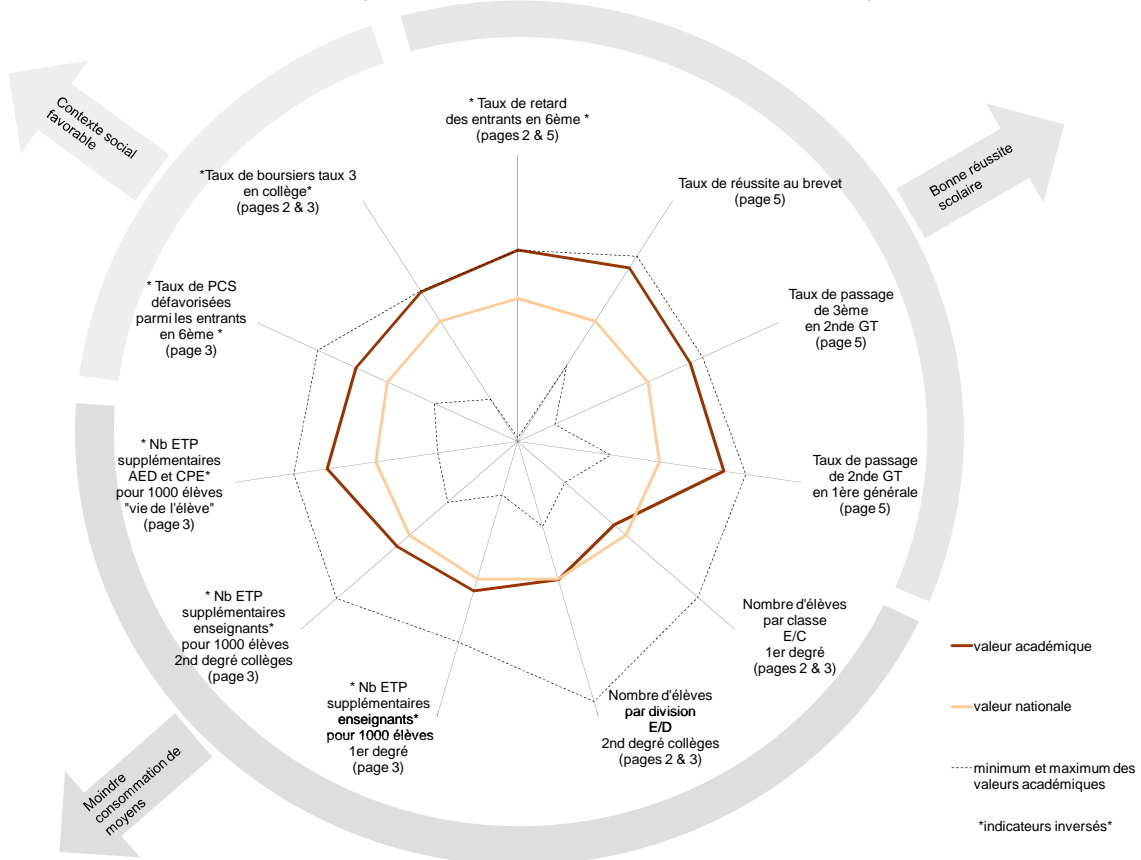 * Taux de retard
des entrants en 6ème *
(pages 2 & 5)
Contexte social
favorable
*Taux de boursiers taux 3
en collège*
(pages 2 & 3)
Taux de réussite au brevet
(page 5)
Bonne réussite
scolaire
* Taux de PCS
défavorisées
parmi les entrants
en 6ème *
(page 3)
Taux de passage
de 3ème
en 2nde GT
(page 5)
* Nb ETP
supplémentaires
AED et CPE*
pour 1000 élèves
"vie de l'élève"
(page 3)
Taux de passage
de 2nde GT
en 1ère générale
(page 5)
* Nb ETP
supplémentaires
enseignants*
pour 1000 élèves
2nd degré collèges
(page 3)
Nombre d'élèves
par classe
E/C
1er degré
(pages 2 & 3)
* Nb ETP
supplémentaires
enseignants*
pour 1000 élèves
1er degré
(page 3)
Nombre d'élèves
par division
E/D
2nd degré collèges
(pages 2 & 3)
Moindre
consommation de
moyens
valeur académique
valeur nationale
minimum et maximum des
valeurs académiques
*indicateurs inversés*